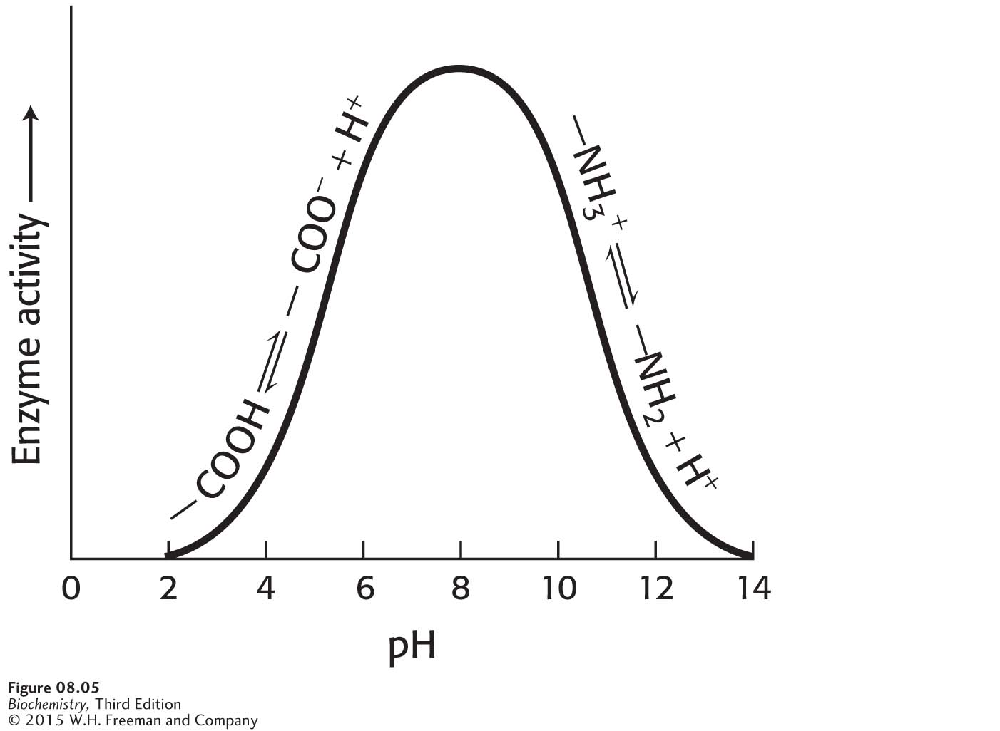 Enzyme activity
—COOH ⇌ — COO⁻ + H⁺
—NH₃⁺ ⇌ —NH₂ + H⁺
0 2 4 6 8 10 12 14
pH
Figure 08.05
Biochemistry, Third Edition
© 2015 W.H. Freeman and Company